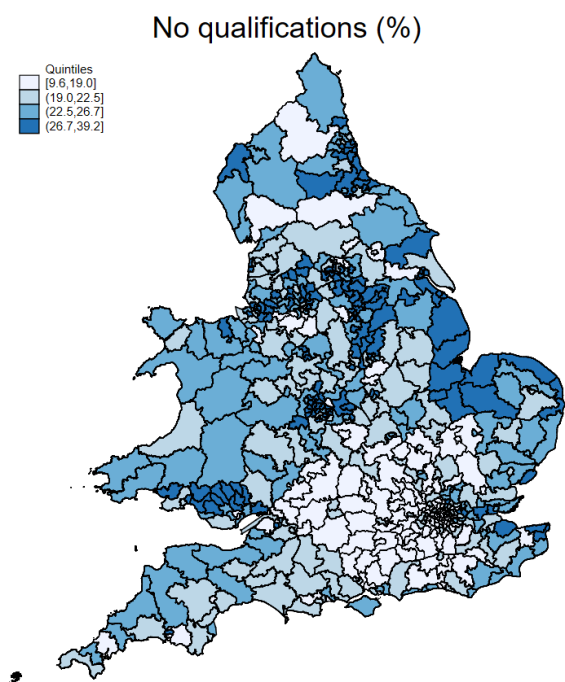 No qualifications (%)
Quintiles
[9.6,19.0]
(19.0,22.5]
(22.5,26.7]
(26.7,39.2]